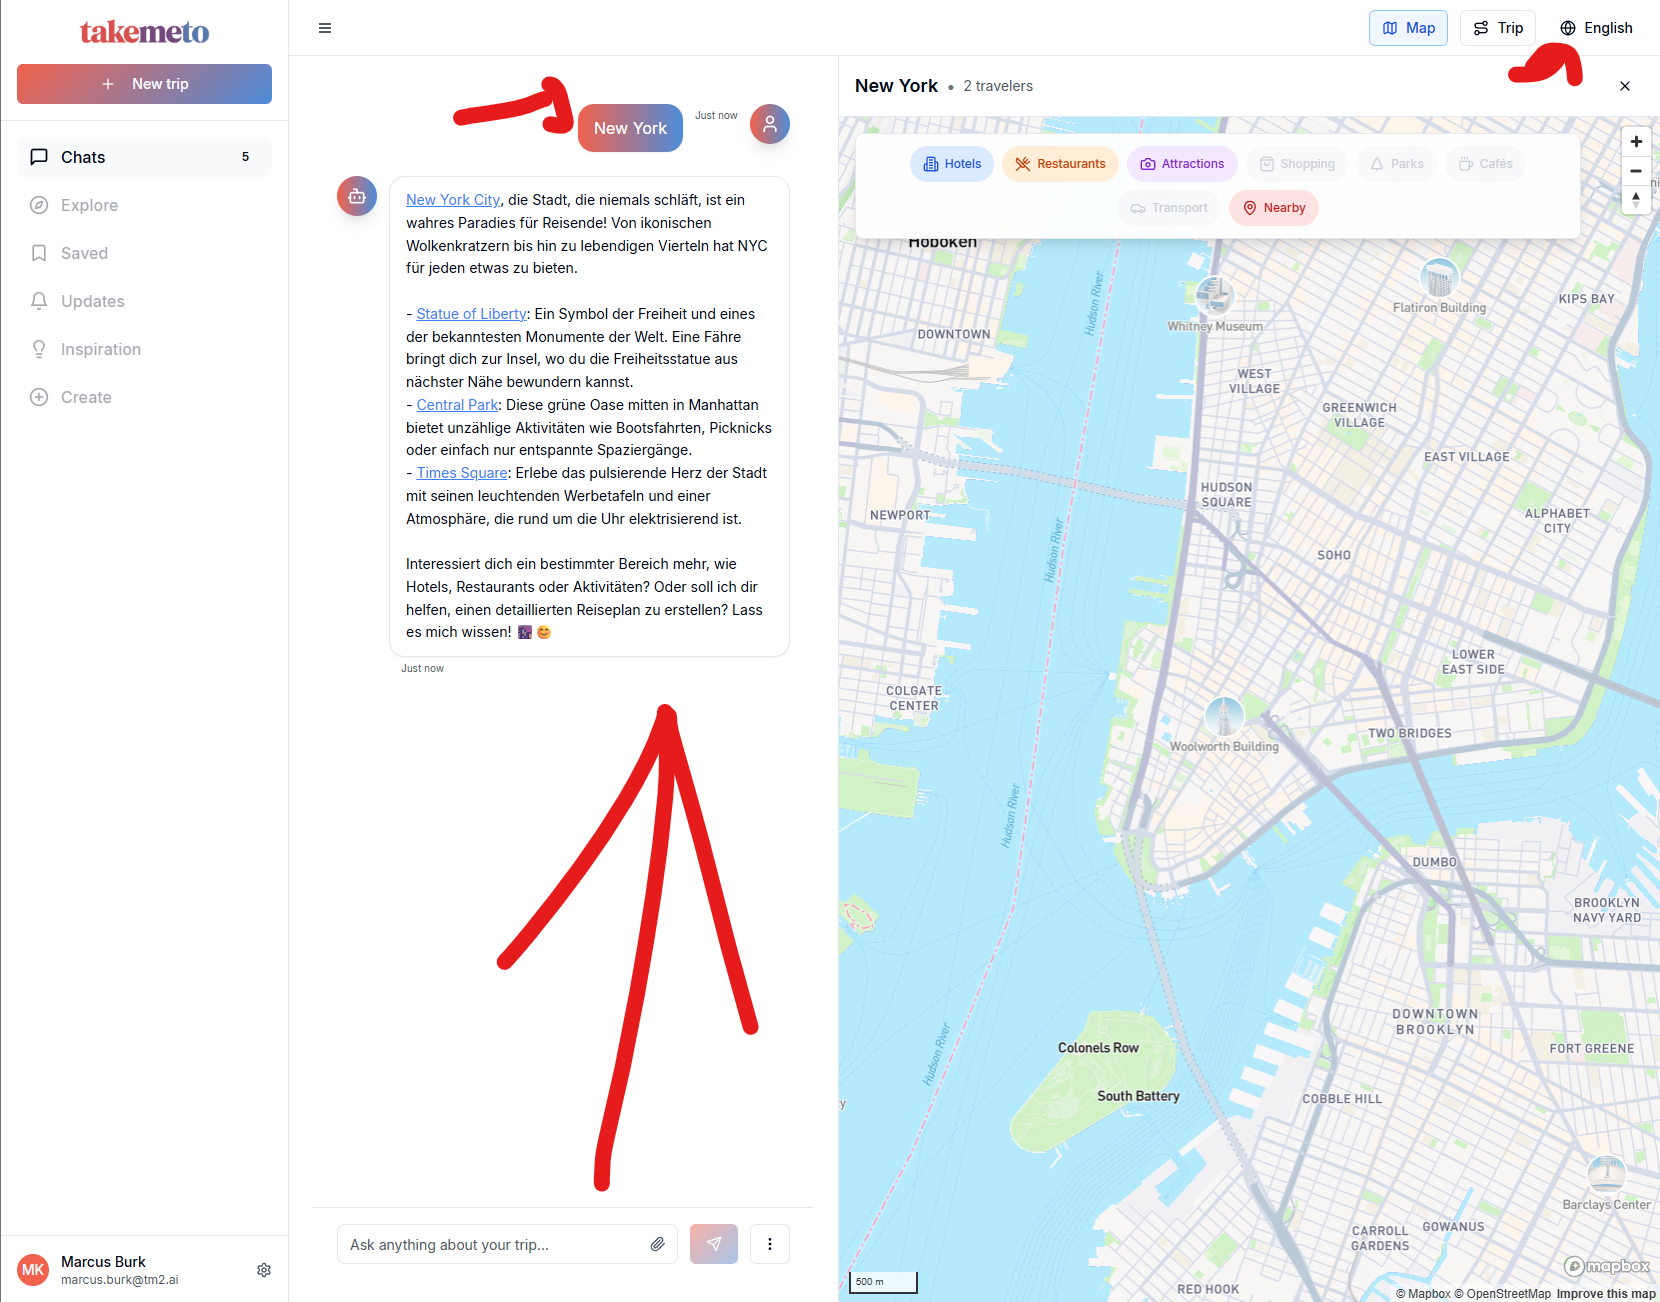 takemeto
New trip
Chats 5
Explore
Saved
Updates
Inspiration
Create
MK
Marcus Burk
marcus.burk@tm2.ai
Map
Trip
English
New York
Just now
New York City, die Stadt, die niemals schläft, ist ein
wahres Paradies für Reisende! Von ikonischen
Wolkenkratzern bis hin zu lebendigen Vierteln hat NYC
für jeden etwas zu bieten.
- Statue of Liberty: Ein Symbol der Freiheit und eines
der bekanntesten Monumente der Welt. Eine Fähre
bringt dich zur Insel, wo du die Freiheitsstatue aus
nächster Nähe bewundern kannst.
- Central Park: Diese grüne Oase mitten in Manhattan
bietet unzählige Aktivitäten wie Bootsfahrten, Picknicks
oder einfach nur entspannte Spaziergänge.
- Times Square: Erlebe das pulsierende Herz der Stadt
mit seinen leuchtenden Werbetafeln und einer
Atmosphäre, die rund um die Uhr elektrisierend ist.
Interessiert dich ein bestimmter Bereich mehr, wie
Hotels, Restaurants oder Aktivitäten? Oder soll ich dir
helfen, einen detaillierten Reiseplan zu erstellen? Lass
es mich wissen! 🌆 😊
Just now
Ask anything about your trip...
New York • 2 travelers
Hotels
Restaurants
Attractions
Shopping
Parks
Cafés
Transport
Nearby
Hoboken
Hudson River
Whitney Museum
Flatiron Building
KIPS BAY
DOWNTOWN
WEST
VILLAGE
GREENWICH
VILLAGE
EAST VILLAGE
HUDSON
SQUARE
NEWPORT
ALPHABET
CITY
Hudson River
SOHO
LOWER
EAST SIDE
COLGATE
CENTER
Woolworth Building
TWO BRIDGES
Hudson River
DUMBO
BROOKLYN
NAVY YARD
DOWNTOWN
BROOKLYN
Hudson River
Colonels Row
FORT GREENE
South Battery
COBBLE HILL
Barclays Center
CARROLL
GARDENS
GOWANUS
mapbox
500 m
RED HOOK
© Mapbox © OpenStreetMap Improve this map